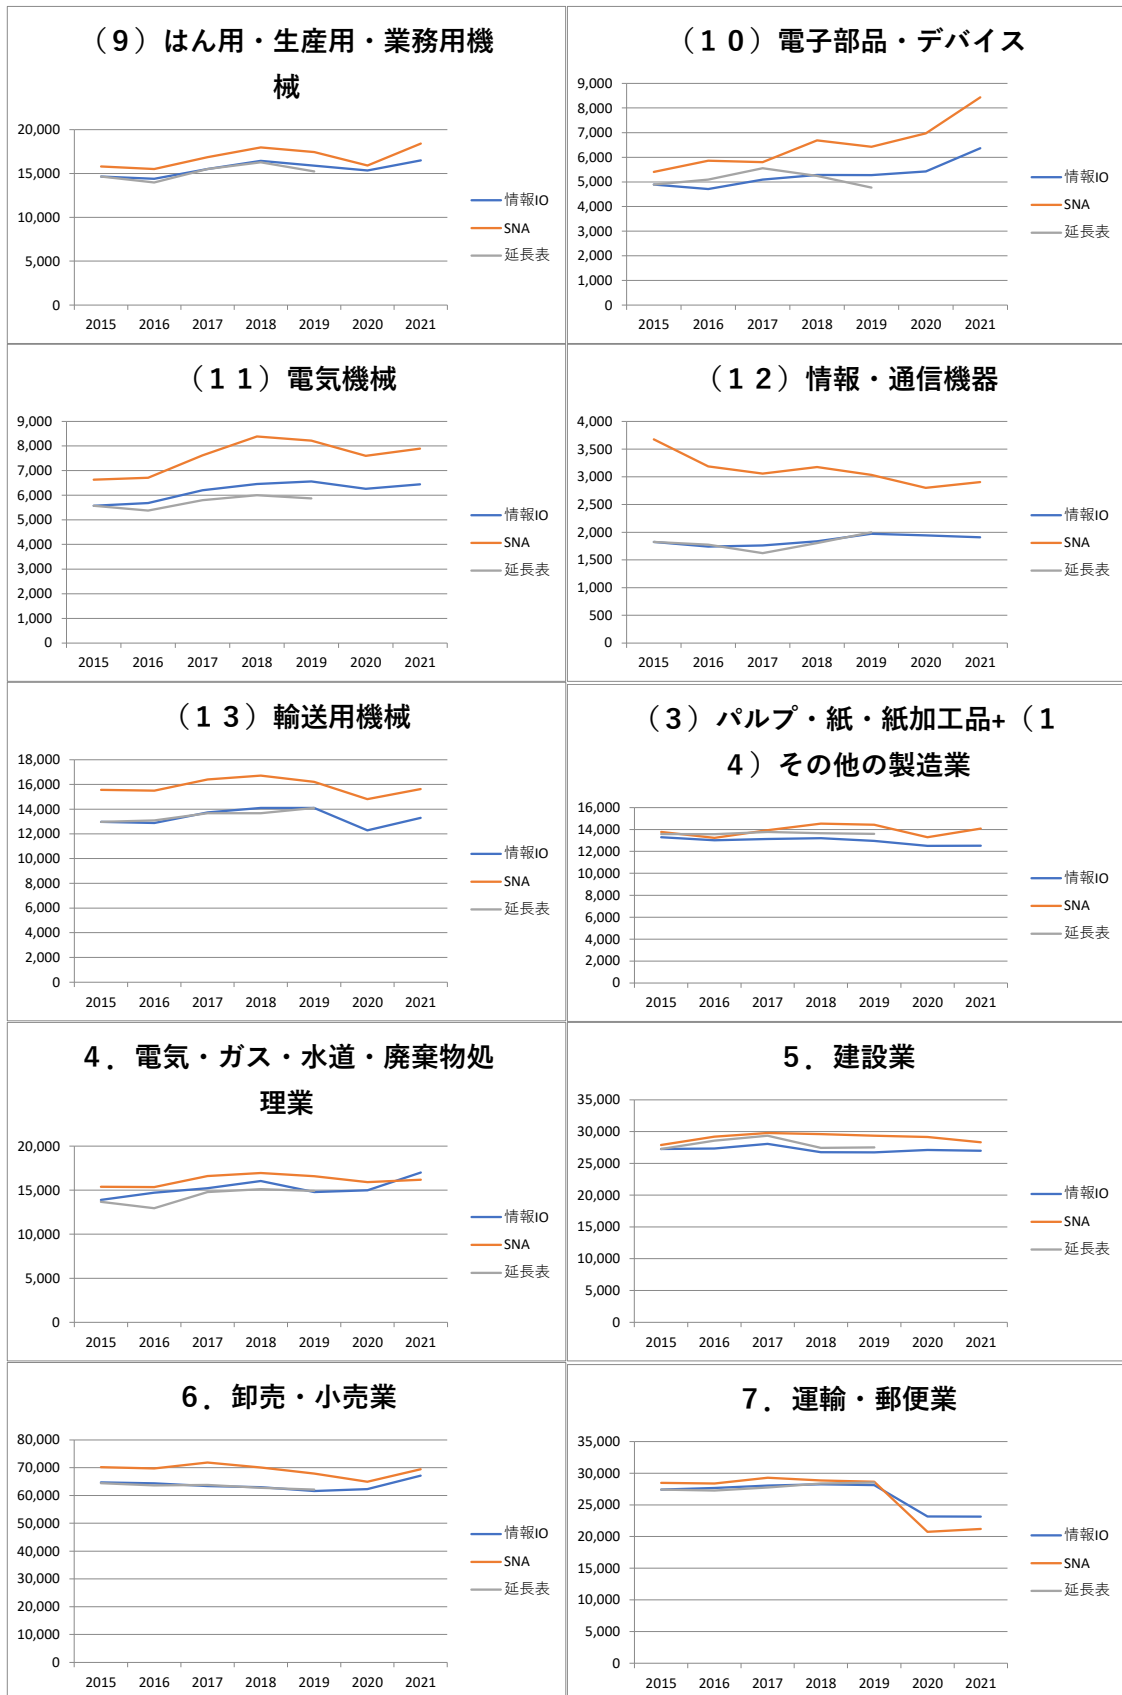 （９）はん用・生産用・業務用機
械
20,000
15,000
10,000
5,000
0
2015 2016 2017 2018 2019 2020 2021
情報IO
SNA
延長表
（１０）電子部品・デバイス
9,000
8,000
7,000
6,000
5,000
4,000
3,000
2,000
1,000
0
2015 2016 2017 2018 2019 2020 2021
情報IO
SNA
延長表
（１１）電気機械
9,000
8,000
7,000
6,000
5,000
4,000
3,000
2,000
1,000
0
2015 2016 2017 2018 2019 2020 2021
情報IO
SNA
延長表
（１２）情報・通信機器
4,000
3,500
3,000
2,500
2,000
1,500
1,000
500
0
2015 2016 2017 2018 2019 2020 2021
情報IO
SNA
延長表
（１３）輸送用機械
18,000
16,000
14,000
12,000
10,000
8,000
6,000
4,000
2,000
0
2015 2016 2017 2018 2019 2020 2021
情報IO
SNA
延長表
（３）パルプ・紙・紙加工品+（１
４）その他の製造業
16,000
14,000
12,000
10,000
8,000
6,000
4,000
2,000
0
2015 2016 2017 2018 2019 2020 2021
情報IO
SNA
延長表
４．電気・ガス・水道・廃棄物処
理業
20,000
15,000
10,000
5,000
0
2015 2016 2017 2018 2019 2020 2021
情報IO
SNA
延長表
５．建設業
35,000
30,000
25,000
20,000
15,000
10,000
5,000
0
2015 2016 2017 2018 2019 2020 2021
情報IO
SNA
延長表
６．卸売・小売業
80,000
70,000
60,000
50,000
40,000
30,000
20,000
10,000
0
2015 2016 2017 2018 2019 2020 2021
情報IO
SNA
延長表
７．運輸・郵便業
35,000
30,000
25,000
20,000
15,000
10,000
5,000
0
2015 2016 2017 2018 2019 2020 2021
情報IO
SNA
延長表